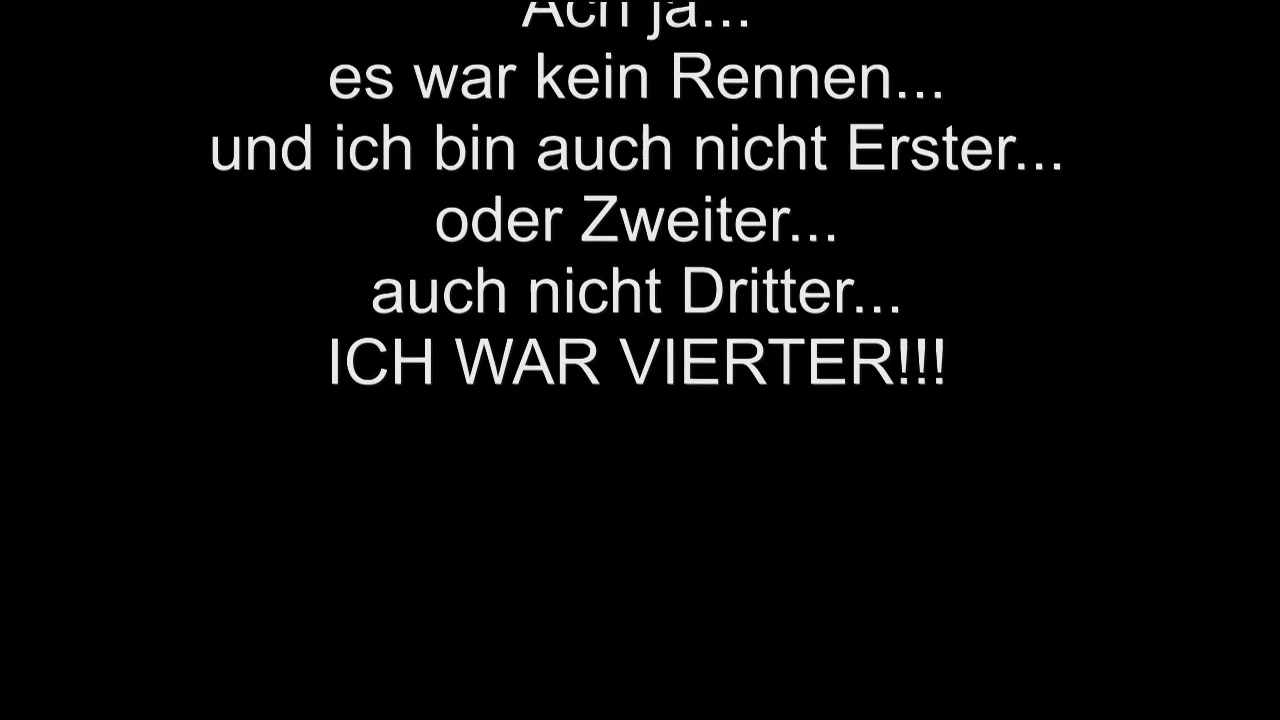 Ach ja...
es war kein Rennen...
und ich bin auch nicht Erster...
oder Zweiter...
auch nicht Dritter...
ICH WAR VIERTER!!!